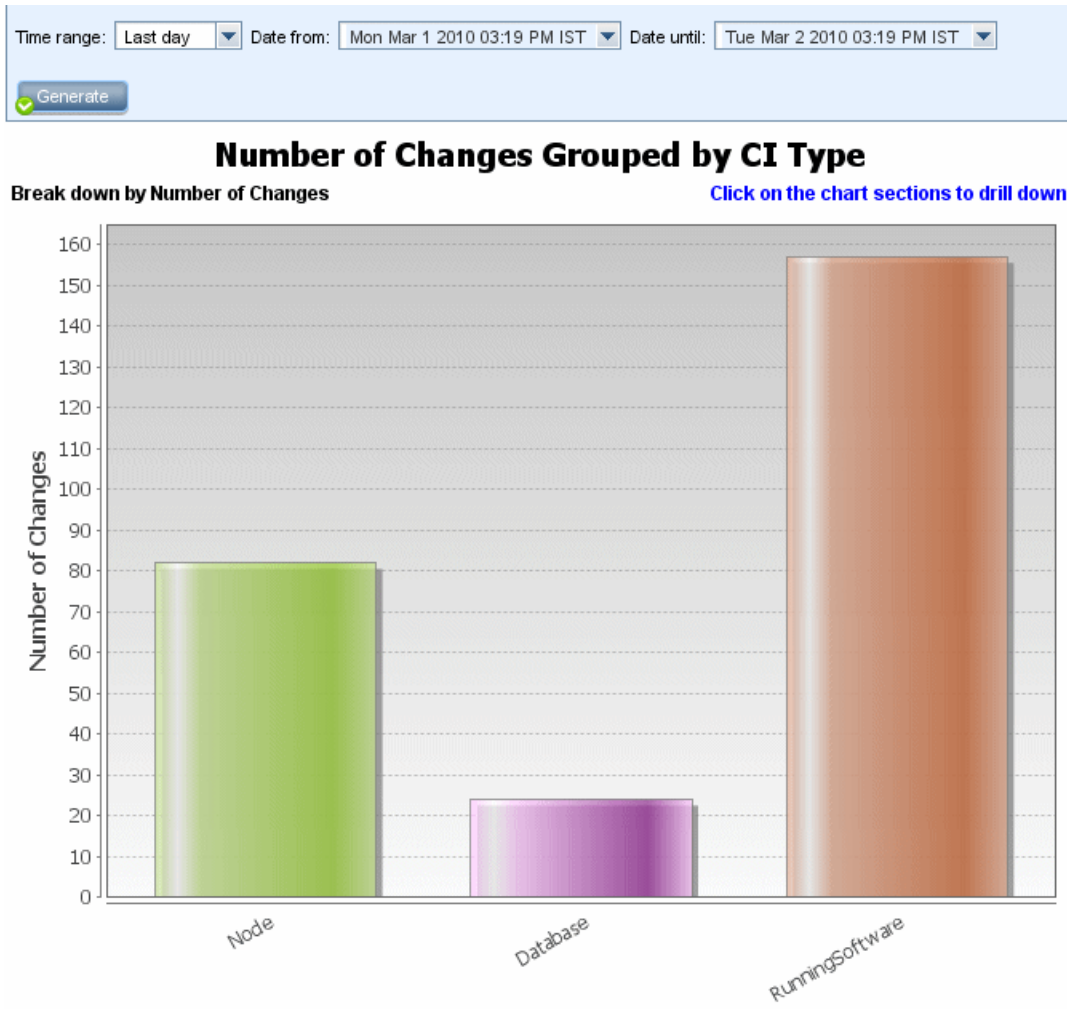 Time range: Last day Date from: Mon Mar 1 2010 03:19 PM IST Date until: Tue Mar 2 2010 03:19 PM IST
Generate
Number of Changes Grouped by CI Type
Break down by Number of Changes Click on the chart sections to drill down
Number of Changes
160
150
140
130
120
110
100
90
80
70
60
50
40
30
20
10
0
Node
Database
RunningSoftware